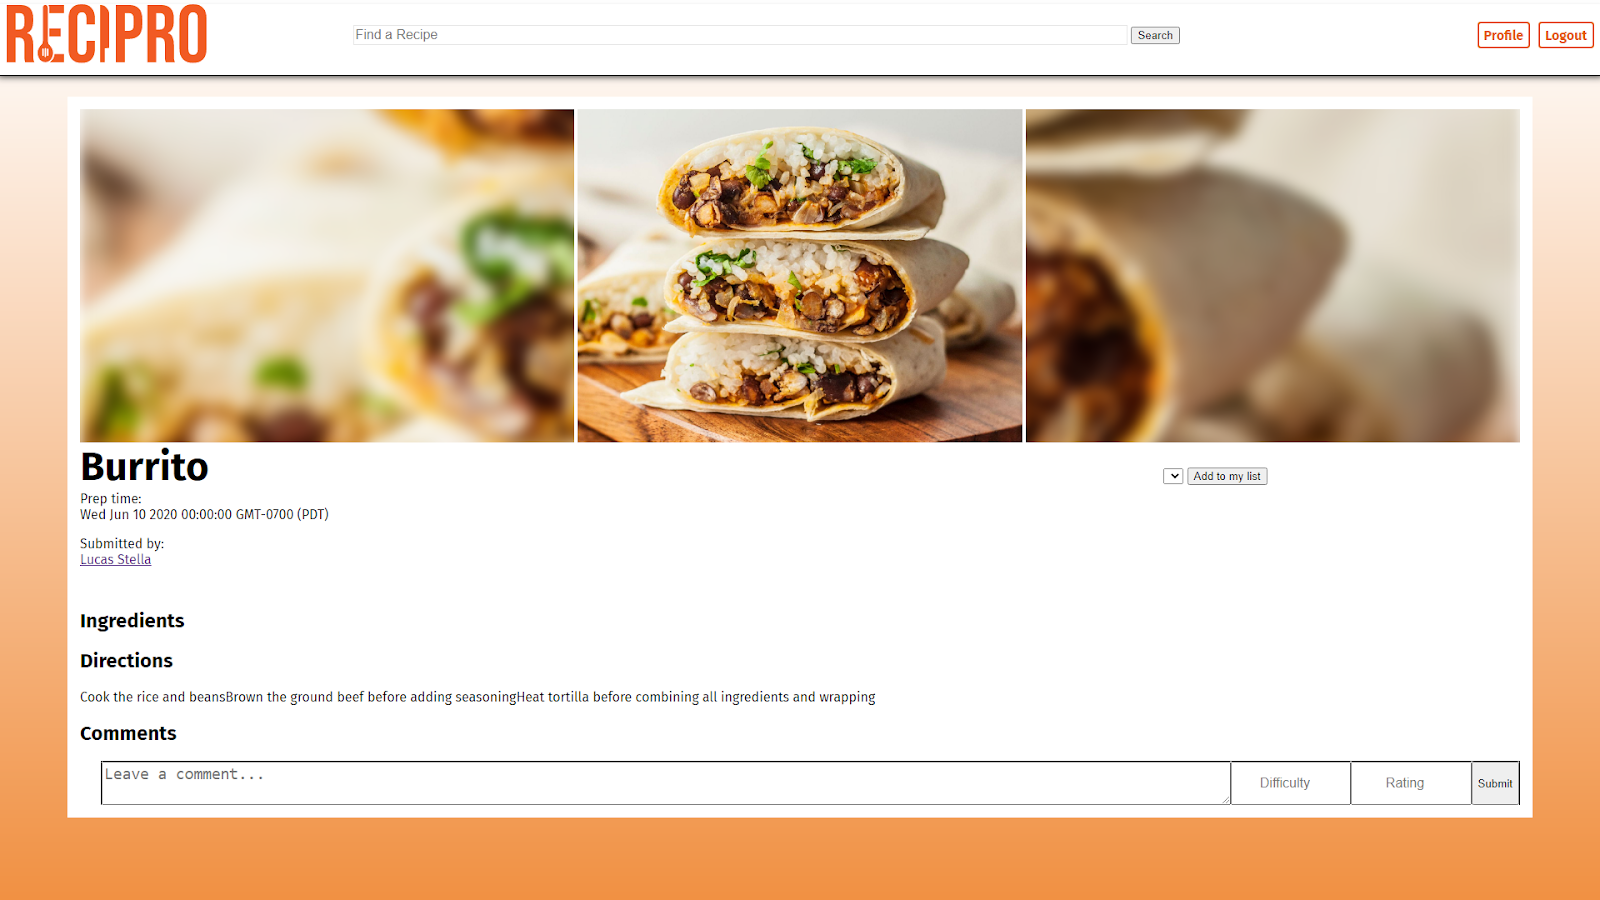 RECIPRO
Find a Recipe
Search
Profile
Logout
Burrito
Add to my list
Prep time:
Wed Jun 10 2020 00:00:00 GMT-0700 (PDT)
Submitted by:
Lucas Stella
Ingredients
Directions
Cook the rice and beansBrown the ground beef before adding seasoningHeat tortilla before combining all ingredients and wrapping
Comments
Leave a comment...
Difficulty
Rating
Submit